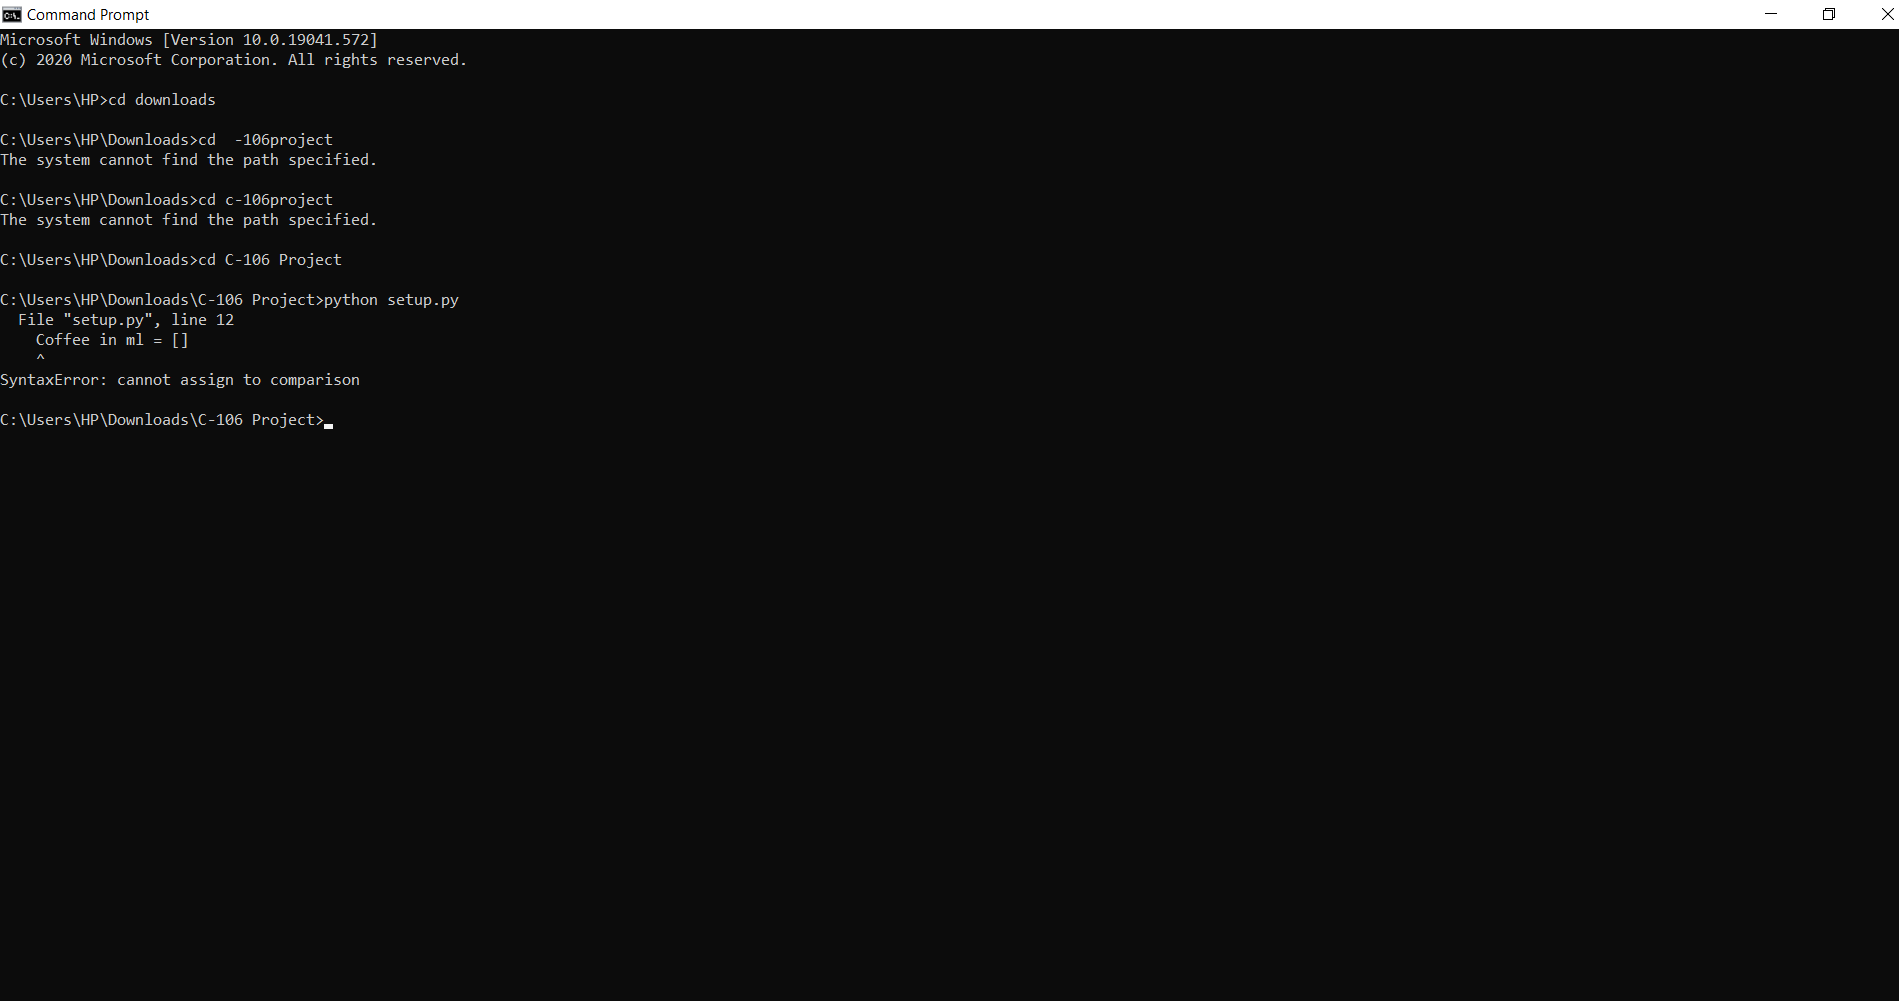 Command Prompt
Microsoft Windows [Version 10.0.19041.572]
(c) 2020 Microsoft Corporation. All rights reserved.
C:\Users\HP>cd downloads
C:\Users\HP\Downloads>cd  -106project
The system cannot find the path specified.
C:\Users\HP\Downloads>cd c-106project
The system cannot find the path specified.
C:\Users\HP\Downloads>cd C-106 Project
C:\Users\HP\Downloads\C-106 Project>python setup.py
  File "setup.py", line 12
    Coffee in ml = []
    ^
SyntaxError: cannot assign to comparison
C:\Users\HP\Downloads\C-106 Project>